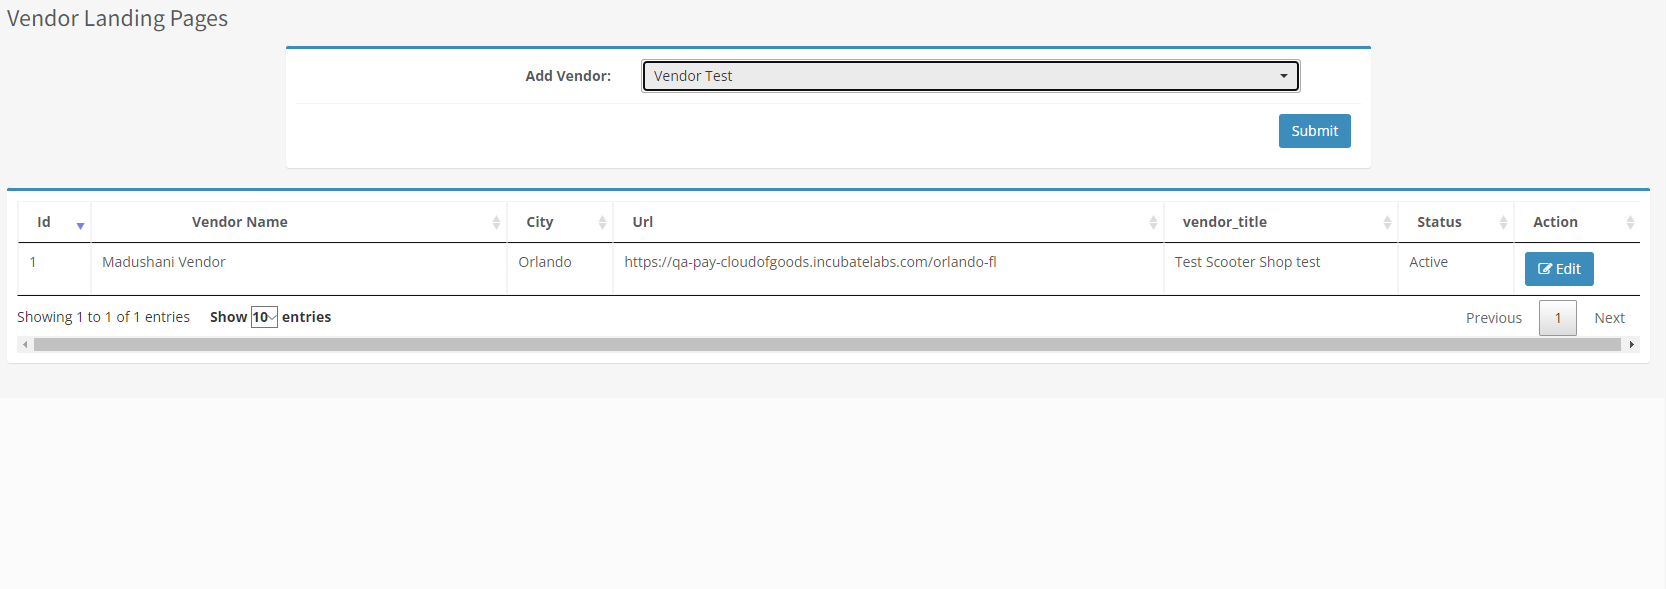 Vendor Landing Pages
Add Vendor: Vendor Test
Submit
Id Vendor Name City Url vendor_title Status Action
1 Madushani Vendor Orlando https://qa-pay-cloudofgoods.incubatelabs.com/orlando-fl Test Scooter Shop test Active Edit
Showing 1 to 1 of 1 entries Show 10 entries Previous 1 Next